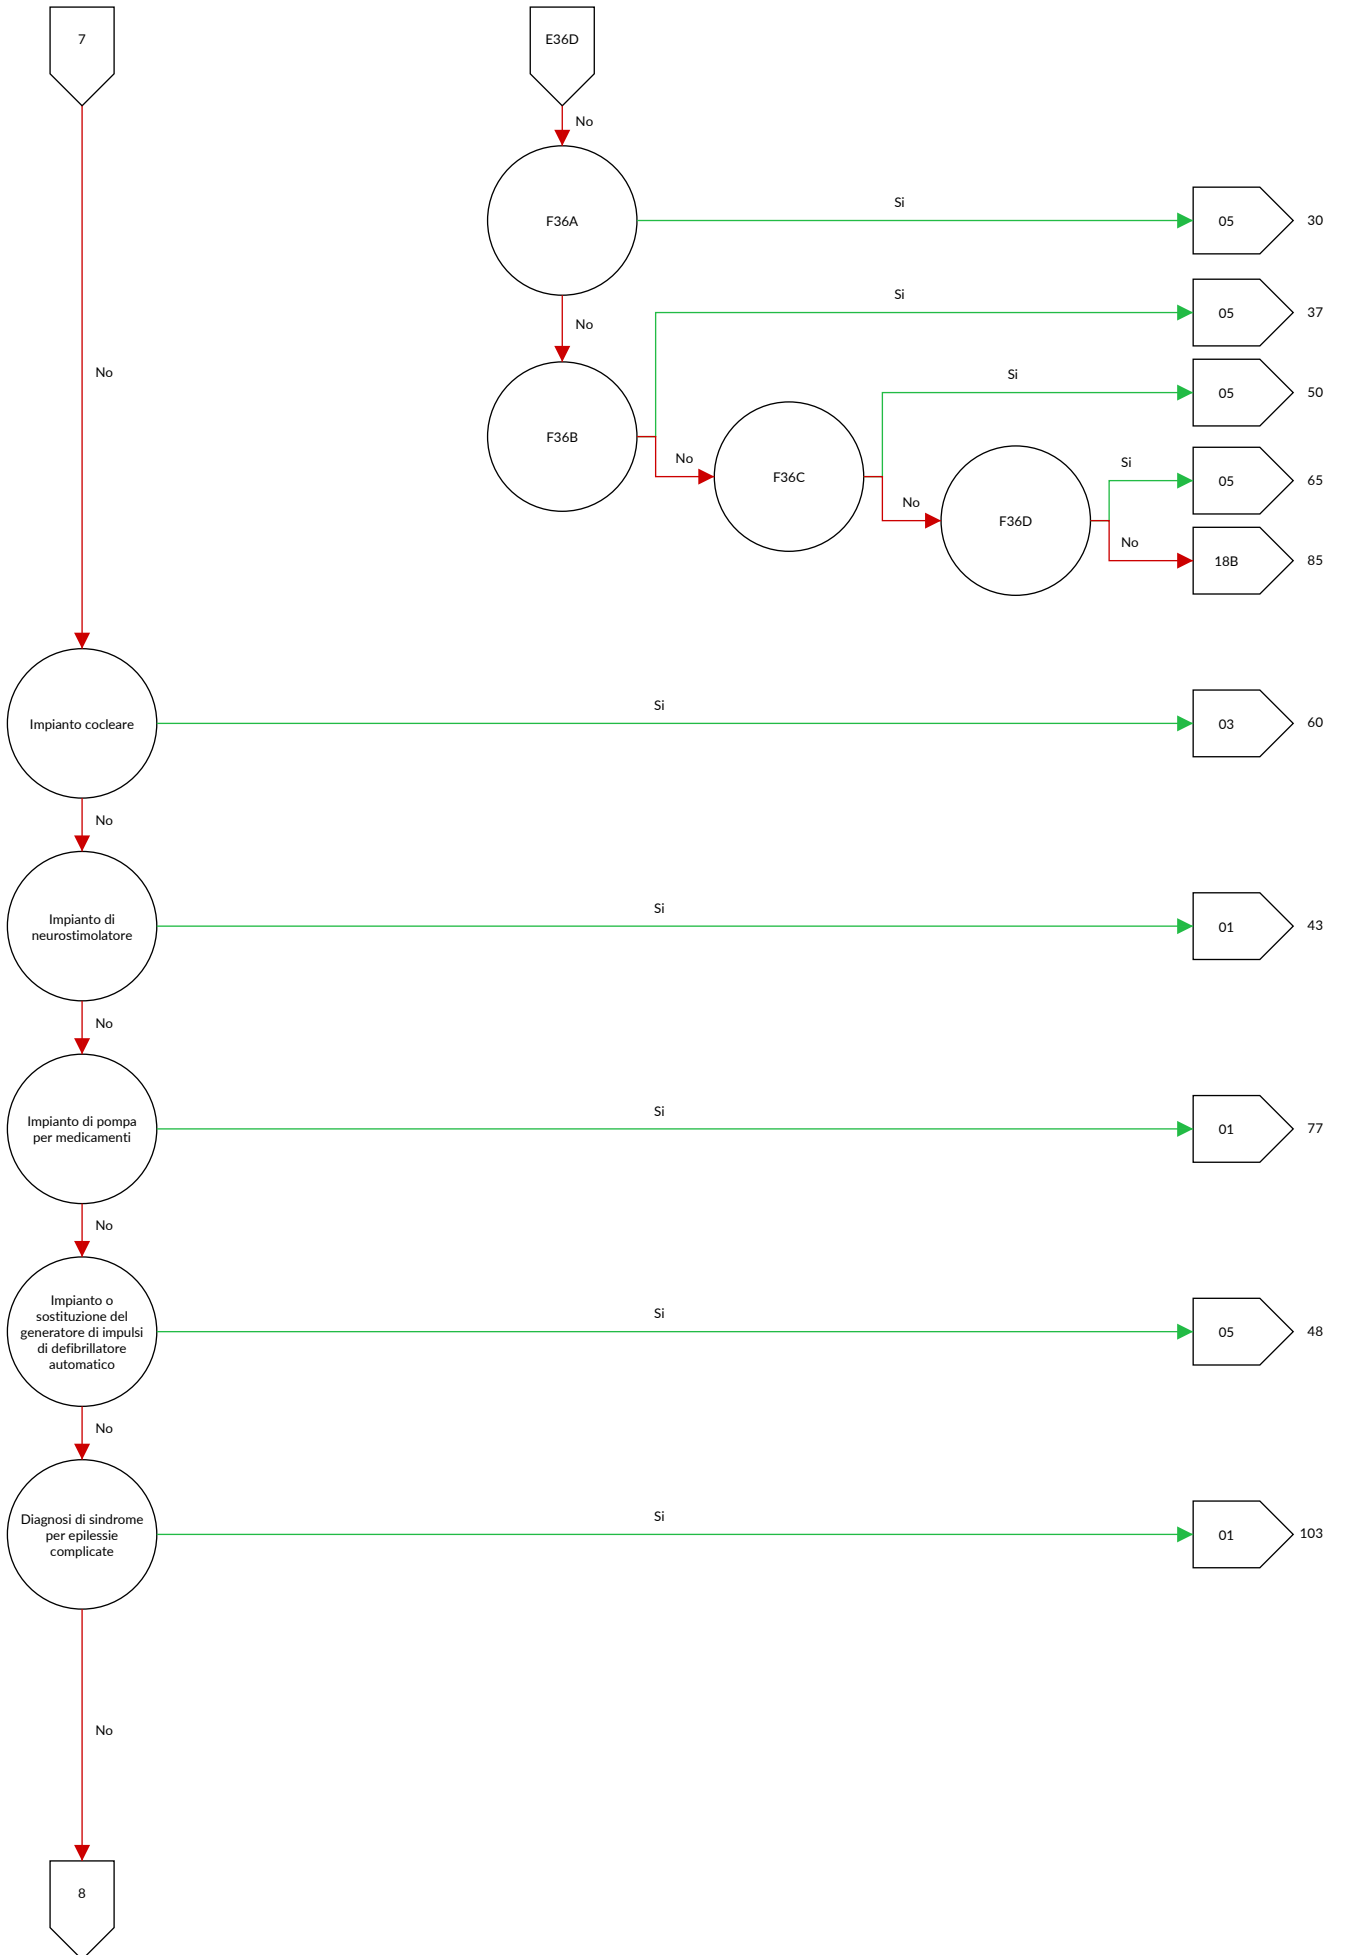 7
E36D
No
F36A
Si
05
30
No
Si
05
37
No
F36B
Si
05
50
No
F36C
Si
05
65
No
F36D
No
18B
85
Impianto cocleare
Si
03
60
No
Impianto di
neurostimolatore
Si
01
43
No
Impianto di pompa
per medicamenti
Si
01
77
No
Impianto o
sostituzione del
generatore di impulsi
di defibrillatore
automatico
Si
05
48
No
Diagnosi di sindrome
per epilessie
complicate
Si
01
103
No
8